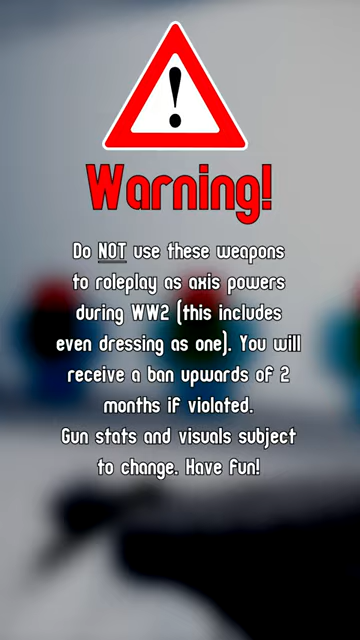 Warning!
Do NOT use these weapons
to roleplay as axis powers
during WW2 (this includes
even dressing as one). You will
receive a ban upwards of 2
months if violated.
Gun stats and visuals subject
to change. Have fun!